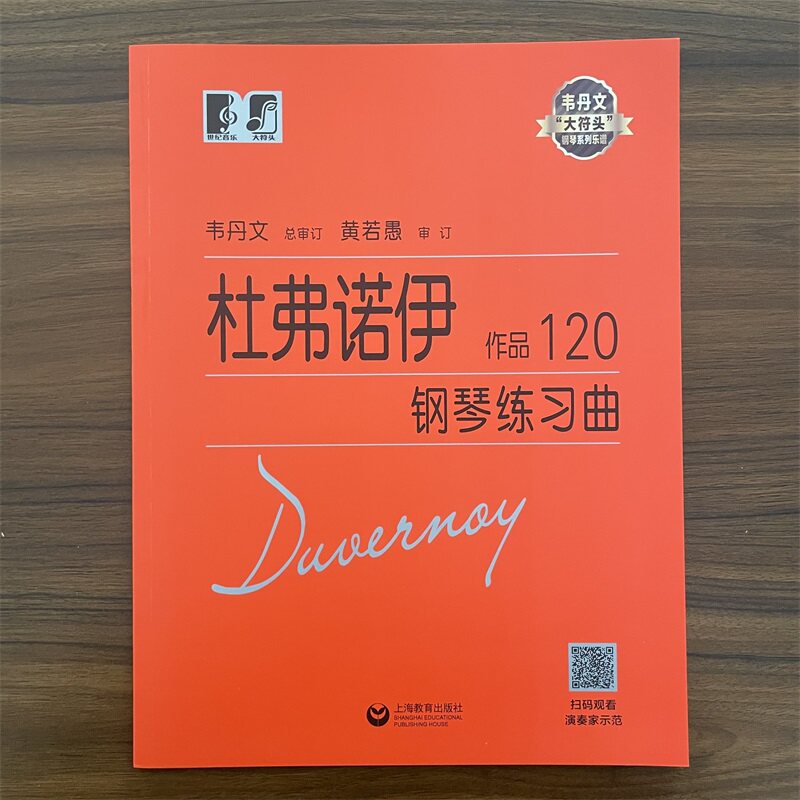 世纪音乐 大符头
韦丹文
“大符头”
钢琴系列乐谱
韦丹文 总审订 黄若愚 审订
杜弗诺伊 作品 120
钢琴练习曲
Duvernoy
上海教育出版社
SHANGHAI EDUCATIONAL
PUBLISHING HOUSE
扫码观看
演奏家示范